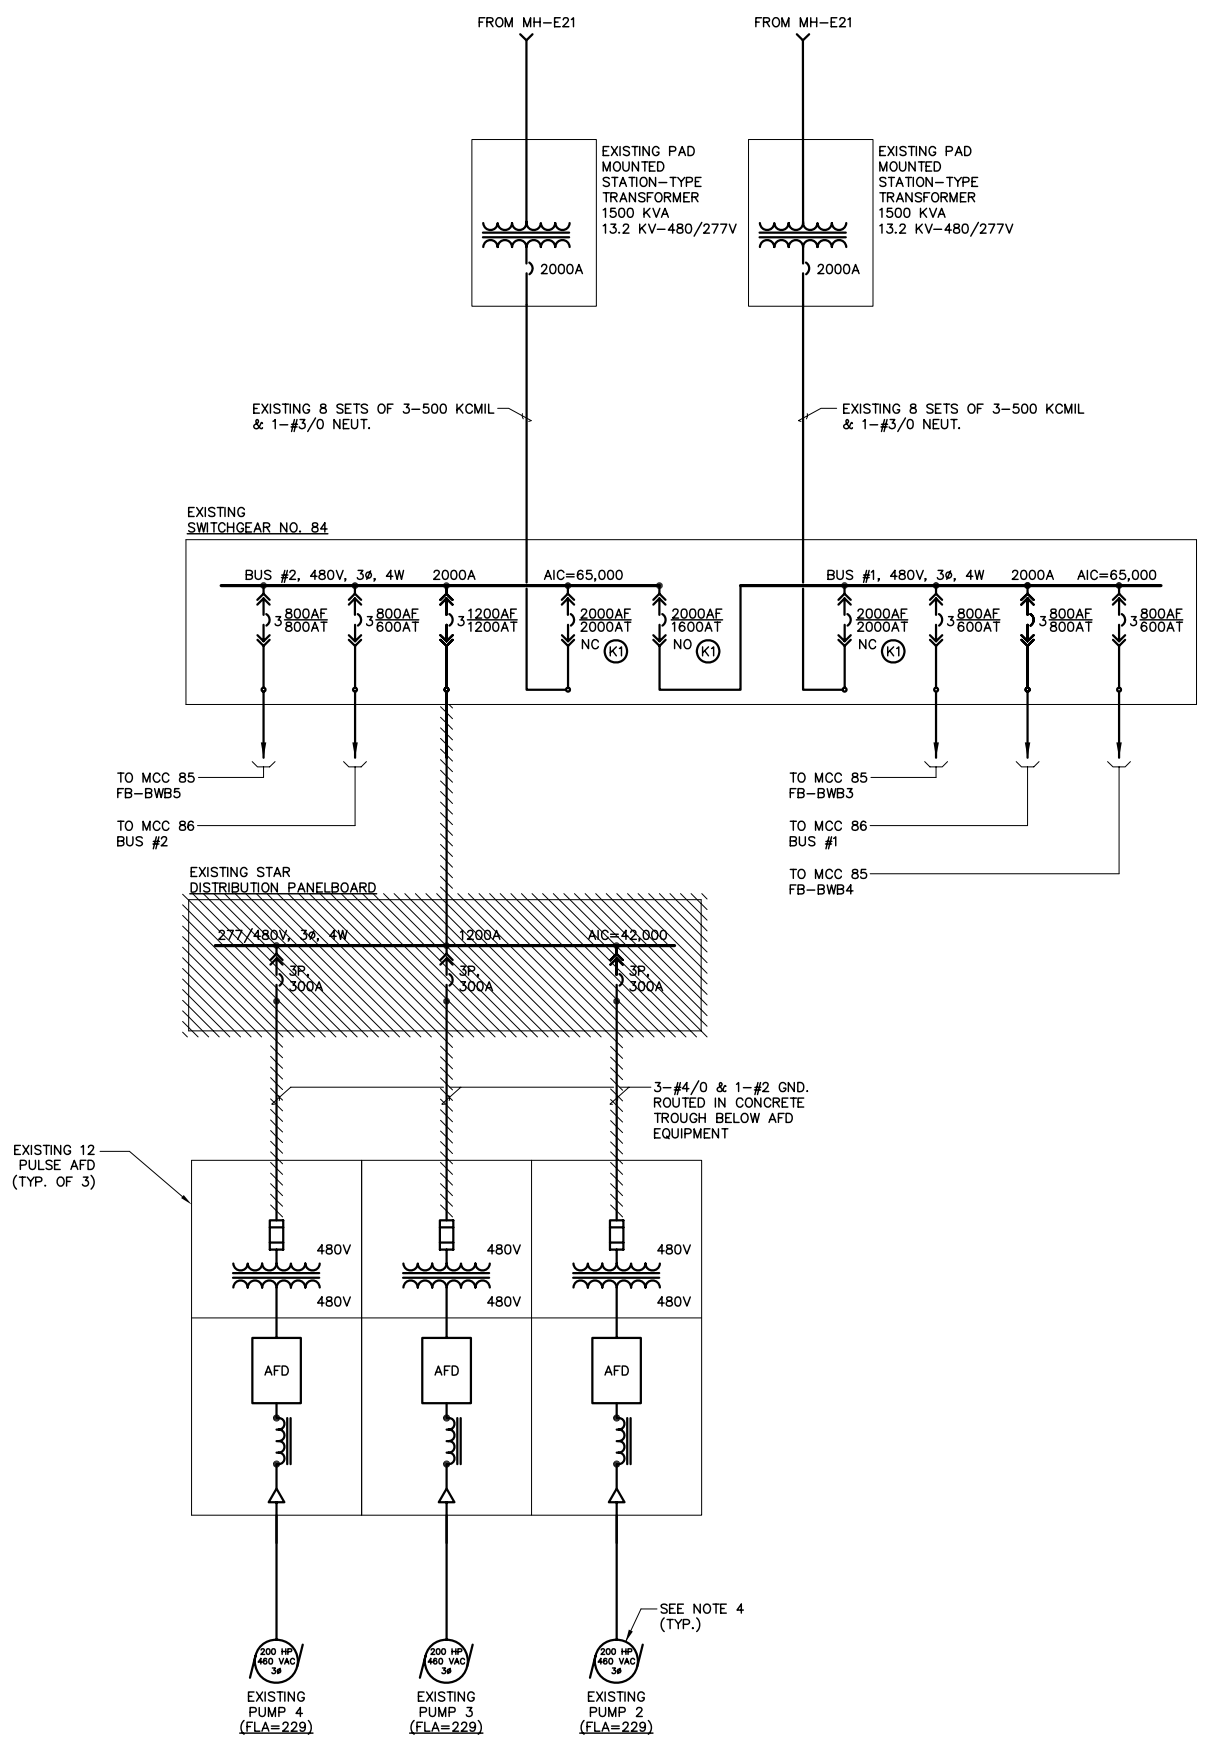 FROM MH-E21
FROM MH-E21
EXISTING PAD
MOUNTED
STATION-TYPE
TRANSFORMER
1500 KVA
13.2 KV-480/277V
2000A
EXISTING PAD
MOUNTED
STATION-TYPE
TRANSFORMER
1500 KVA
13.2 KV-480/277V
2000A
EXISTING 8 SETS OF 3-500 KCMIL
& 1-#3/0 NEUT.
EXISTING 8 SETS OF 3-500 KCMIL
& 1-#3/0 NEUT.
EXISTING
SWITCHGEAR NO. 84
BUS #2, 480V, 3ø, 4W 2000A AIC=65,000
BUS #1, 480V, 3ø, 4W 2000A AIC=65,000
3 800AF
800AT
3 800AF
600AT
3 1200AF
1200AT
2000AF
2000AT
NC K1
2000AF
1600AT
NO K1
2000AF
2000AT
NC K1
3 800AF
600AT
3 800AF
800AT
3 800AF
600AT
TO MCC 85
FB-BWB5
TO MCC 86
BUS #2
TO MCC 85
FB-BWB3
TO MCC 86
BUS #1
TO MCC 85
FB-BWB4
EXISTING STAR
DISTRIBUTION PANELBOARD
277/480V, 3ø, 4W 1200A AIC=42,000
3P,
300A
3P,
300A
3P,
300A
3-#4/0 & 1-#2 GND.
ROUTED IN CONCRETE
TROUGH BELOW AFD
EQUIPMENT
EXISTING 12
PULSE AFD
(TYP. OF 3)
480V
480V
480V
480V
480V
480V
AFD
AFD
AFD
SEE NOTE 4
(TYP.)
200 HP
460 VAC
3ø
EXISTING
PUMP 4
(FLA=229)
200 HP
460 VAC
3ø
EXISTING
PUMP 3
(FLA=229)
200 HP
460 VAC
3ø
EXISTING
PUMP 2
(FLA=229)